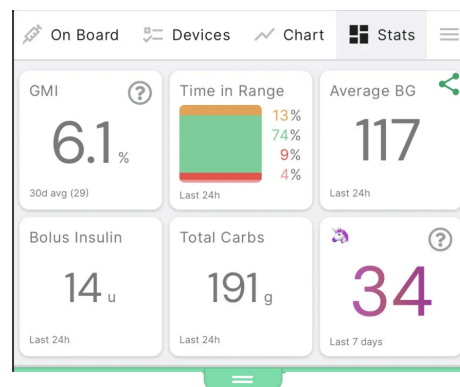 On Board Devices Chart Stats
GMI ?
6.1 %
30d avg (29)
Time in Range
13%
74%
9%
4%
Last 24h
Average BG
117
Last 24h
Bolus Insulin
14 u
Last 24h
Total Carbs
191 g
Last 24h
?
34
Last 7 days